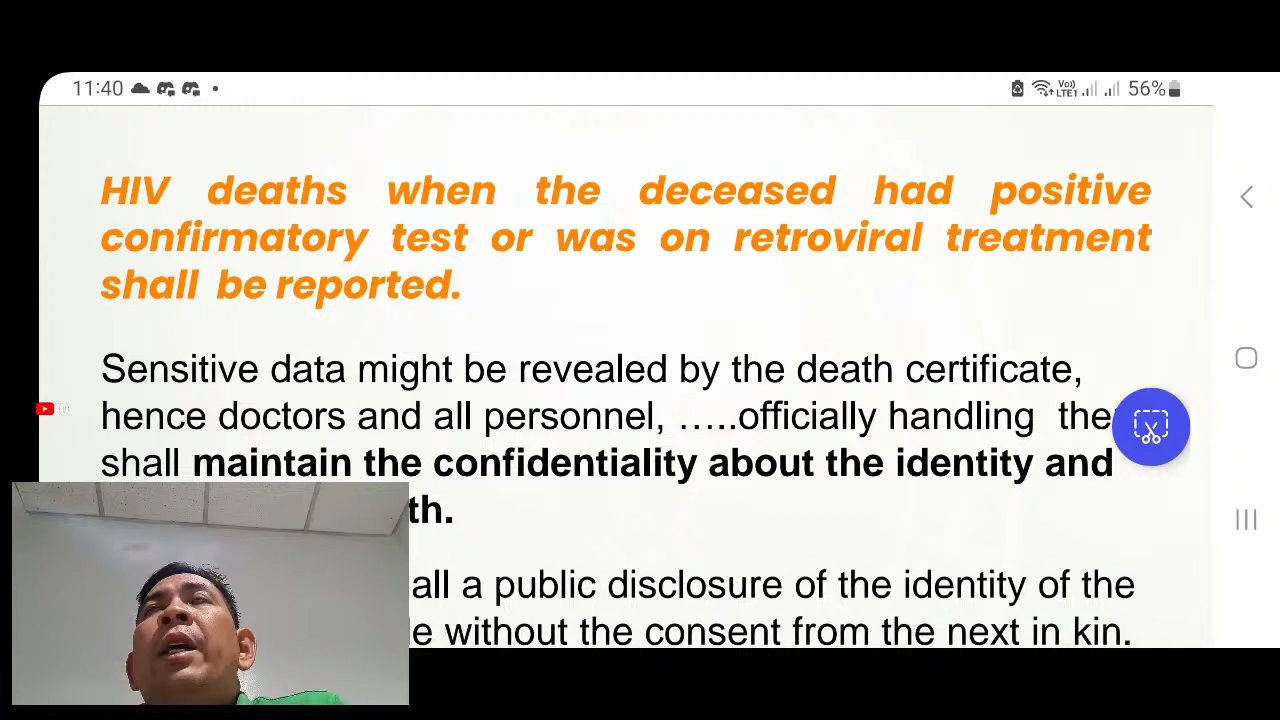 11:40
Vo)) LTE1 56%
HIV deaths when the deceased had positive
confirmatory test or was on retroviral treatment
shall be reported.
Sensitive data might be revealed by the death certificate,
hence doctors and all personnel, …..officially handling
shall maintain the confidentiality about the identity and
th.
all a public disclosure of the identity of the
without the consent from the next in kin.
0